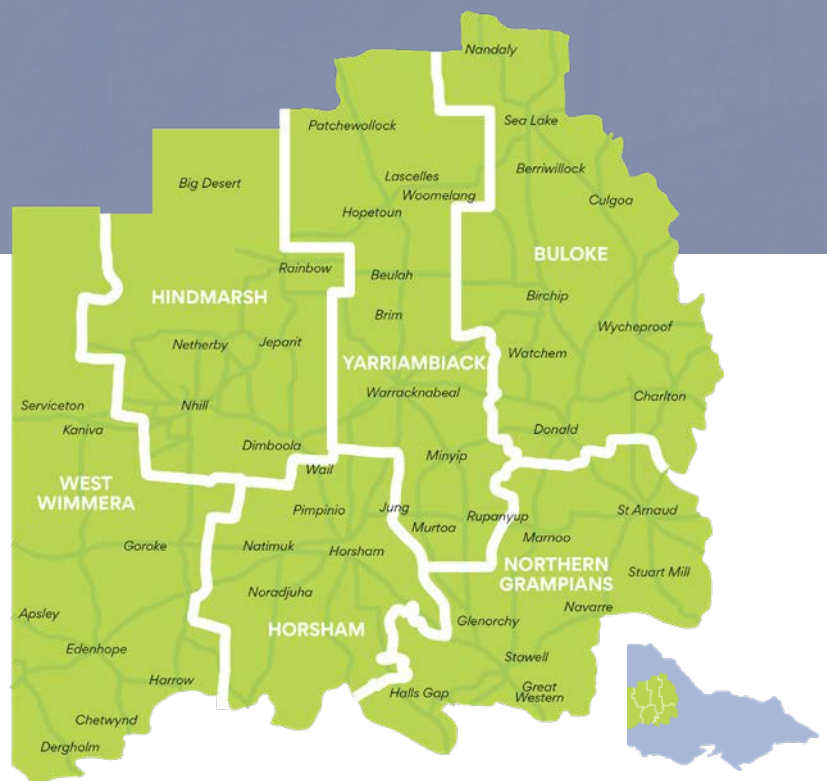 Nandaly
Sea Lake
Patchewollock
Berriwillock
Lascelles
Big Desert
Woomelang
Culgoa
Hopetoun
BULOKE
Rainbow
Beulah
HINDMARSH
Birchip
Brim
Wycheproof
Netherby
Jeparit
Watchem
YARRIAMBIACK
Warracknabeal
Charlton
Serviceton
Nhill
Kaniva
Donald
Dimboola
Minyip
Wail
WEST
WIMMERA
Pimpinio
Jung
St Arnaud
Rupanyup
Murtoa
Marnoo
Goroke
Natimuk
Horsham
NORTHERN
GRAMPIANS
Stuart Mill
Noradjuha
Navarre
Apsley
Glenorchy
HORSHAM
Edenhope
Stawell
Harrow
Halls Gap
Great
Western
Chetwynd
Dergholm